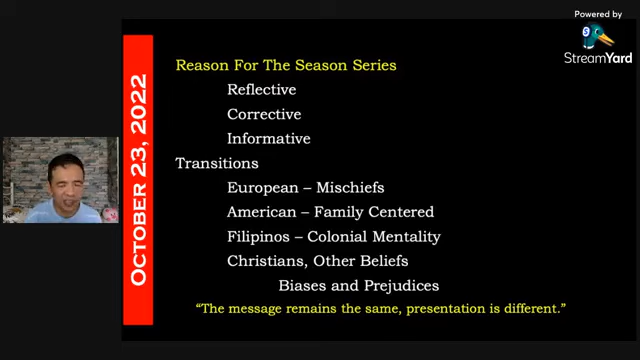 Powered by
StreamYard
OCTOBER 23, 2022
Reason For The Season Series
Reflective
Corrective
Informative
Transitions
European – Mischiefs
American – Family Centered
Filipinos – Colonial Mentality
Christians, Other Beliefs
Biases and Prejudices
“The message remains the same, presentation is different.”